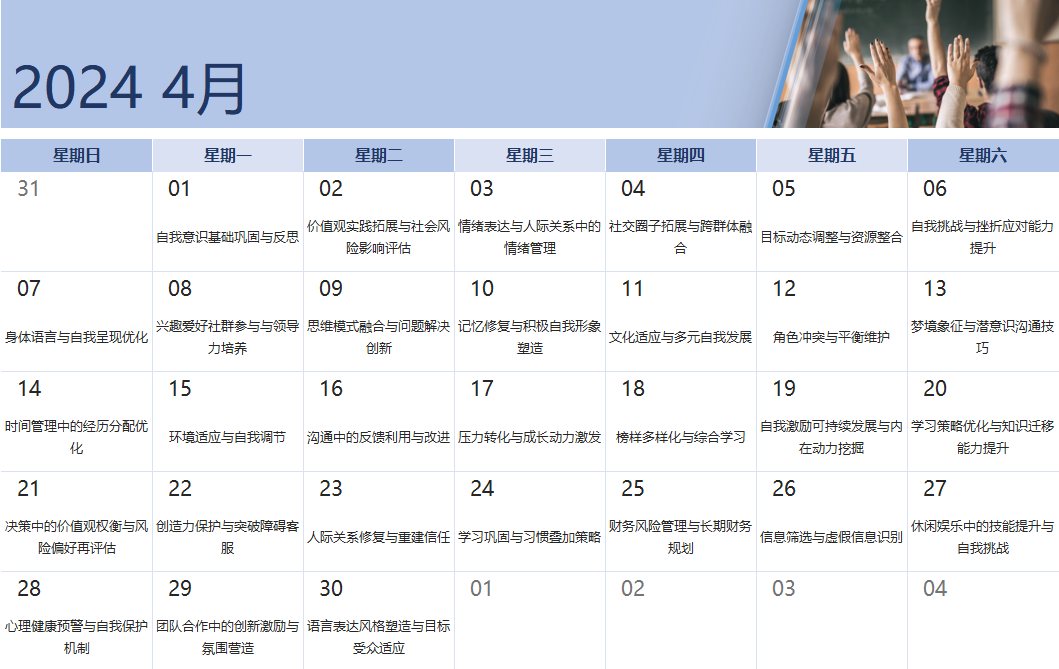 2024 4月
星期日 星期一 星期二 星期三 星期四 星期五 星期六
31 01 02 03 04 05 06
自我意识基础巩固与反思
价值观实践拓展与社会风
险影响评估
情绪表达与人际关系中的
情绪管理
社交圈子拓展与跨群体融
合
目标动态调整与资源整合
自我挑战与挫折应对能力
提升
07 08 09 10 11 12 13
身体语言与自我呈现优化
兴趣爱好社群参与与领导
力培养
思维模式融合与问题解决
创新
记忆修复与积极自我形象
塑造
文化适应与多元自我发展
角色冲突与平衡维护
梦境象征与潜意识沟通技
巧
14 15 16 17 18 19 20
时间管理中的经历分配优
化
环境适应与自我调节
沟通中的反馈利用与改进
压力转化与成长动力激发
榜样多样化与综合学习
自我激励可持续发展与内
在动力挖掘
学习策略优化与知识迁移
能力提升
21 22 23 24 25 26 27
决策中的价值观权衡与风
险偏好再评估
创造力保护与突破障碍客
服
人际关系修复与重建信任
学习巩固与习惯叠加策略
财务风险管理与长期财务
规划
信息筛选与虚假信息识别
休闲娱乐中的技能提升与
自我挑战
28 29 30 01 02 03 04
心理健康预警与自我保护
机制
团队合作中的创新激励与
氛围营造
语言表达风格塑造与目标
受众适应